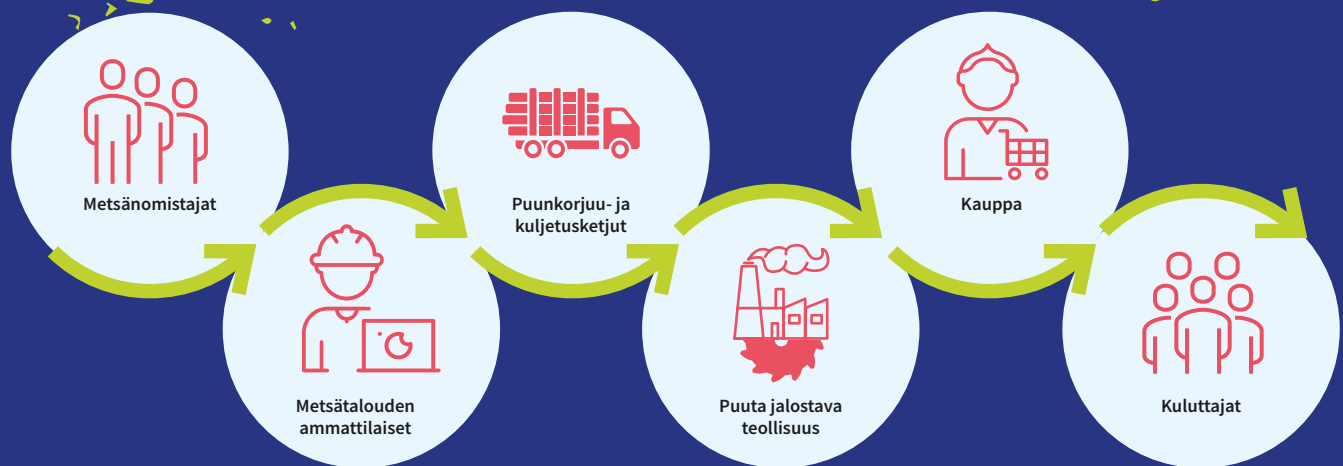 Metsänomistajat
Metsätalouden
ammattilaiset
Puunkorjuu- ja
kuljetusketjut
Puuta jalostava
teollisuus
Kauppa
Kuluttajat